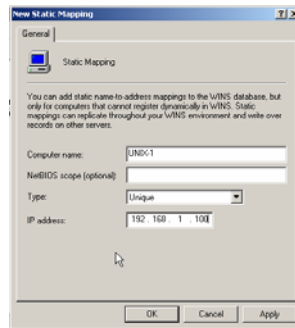 New Static Mapping
General
Static Mapping
You can add static name-to-address mappings to the WINS database, but
only for computers that cannot register dynamically in WINS. Static
mappings can replicate throughout your WINS environment and write over
records on other servers.
Computer name:
UNIX-1
NetBIOS scope (optional):
Type:
Unique
IP address:
192 . 168 . 1 . 100
OK
Cancel
Apply